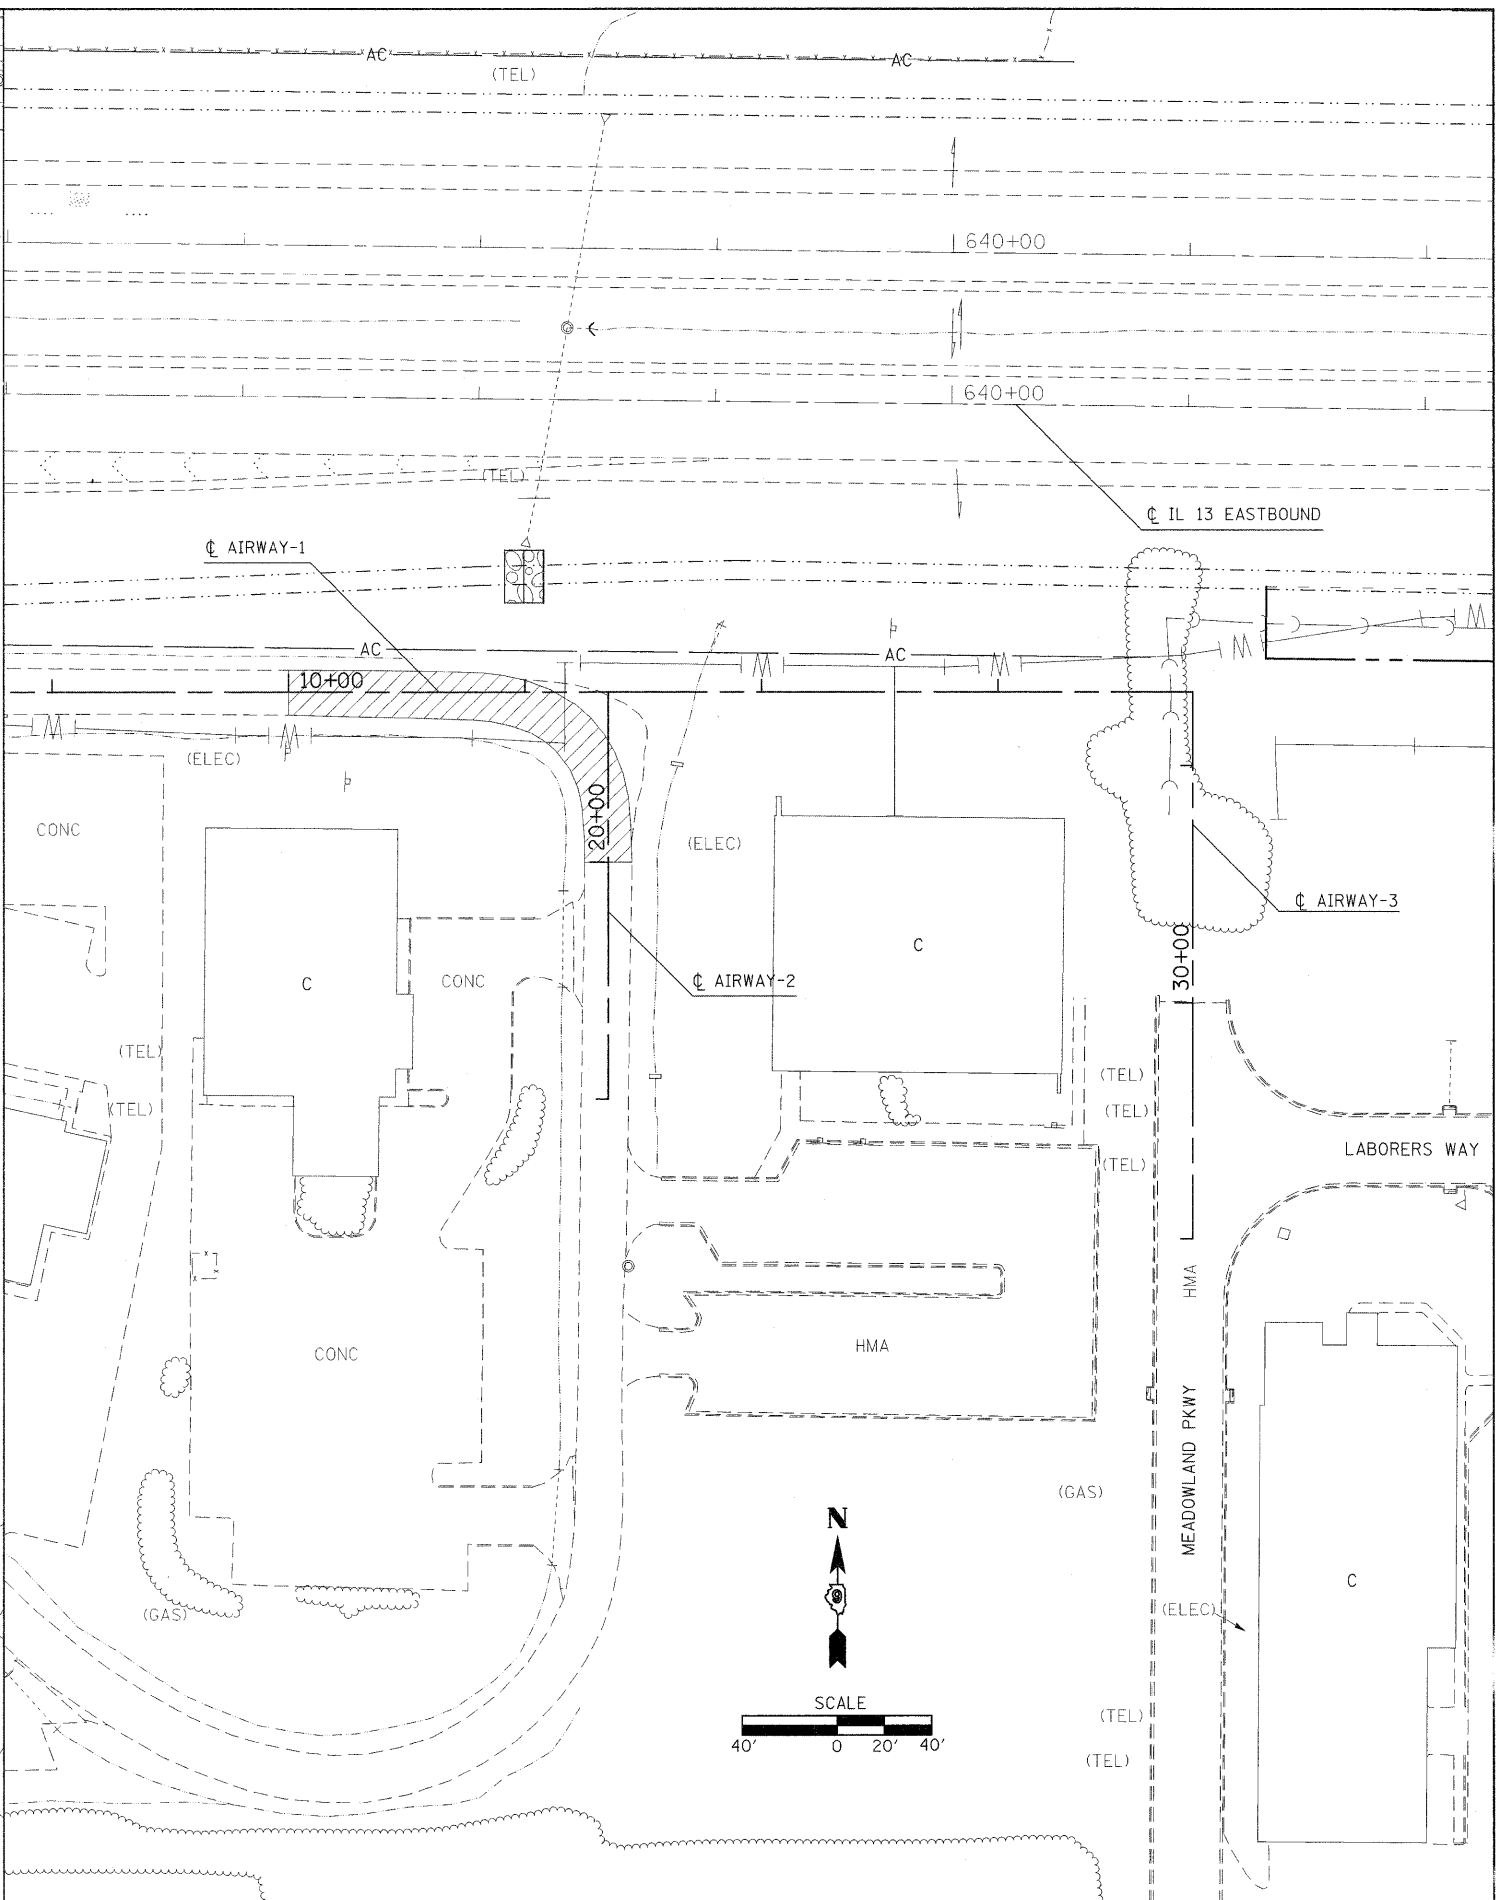 AC
AC
(TEL)
640+00
640+00
(TEL)
℄ IL 13 EASTBOUND
℄ AIRWAY-1
AC
AC
10+00
(ELEC)
20+00
CONC
(ELEC)
℄ AIRWAY-3
C
30+00
C
CONC
℄ AIRWAY-2
(TEL)
(TEL)
(TEL)
(TEL)
LABORERS WAY
(TEL)
HMA
HMA
CONC
MEADOWLAND PKWY
(GAS)
N
9
C
(GAS)
(ELEC)
SCALE
40' 0 20' 40'
(TEL)
(TEL)